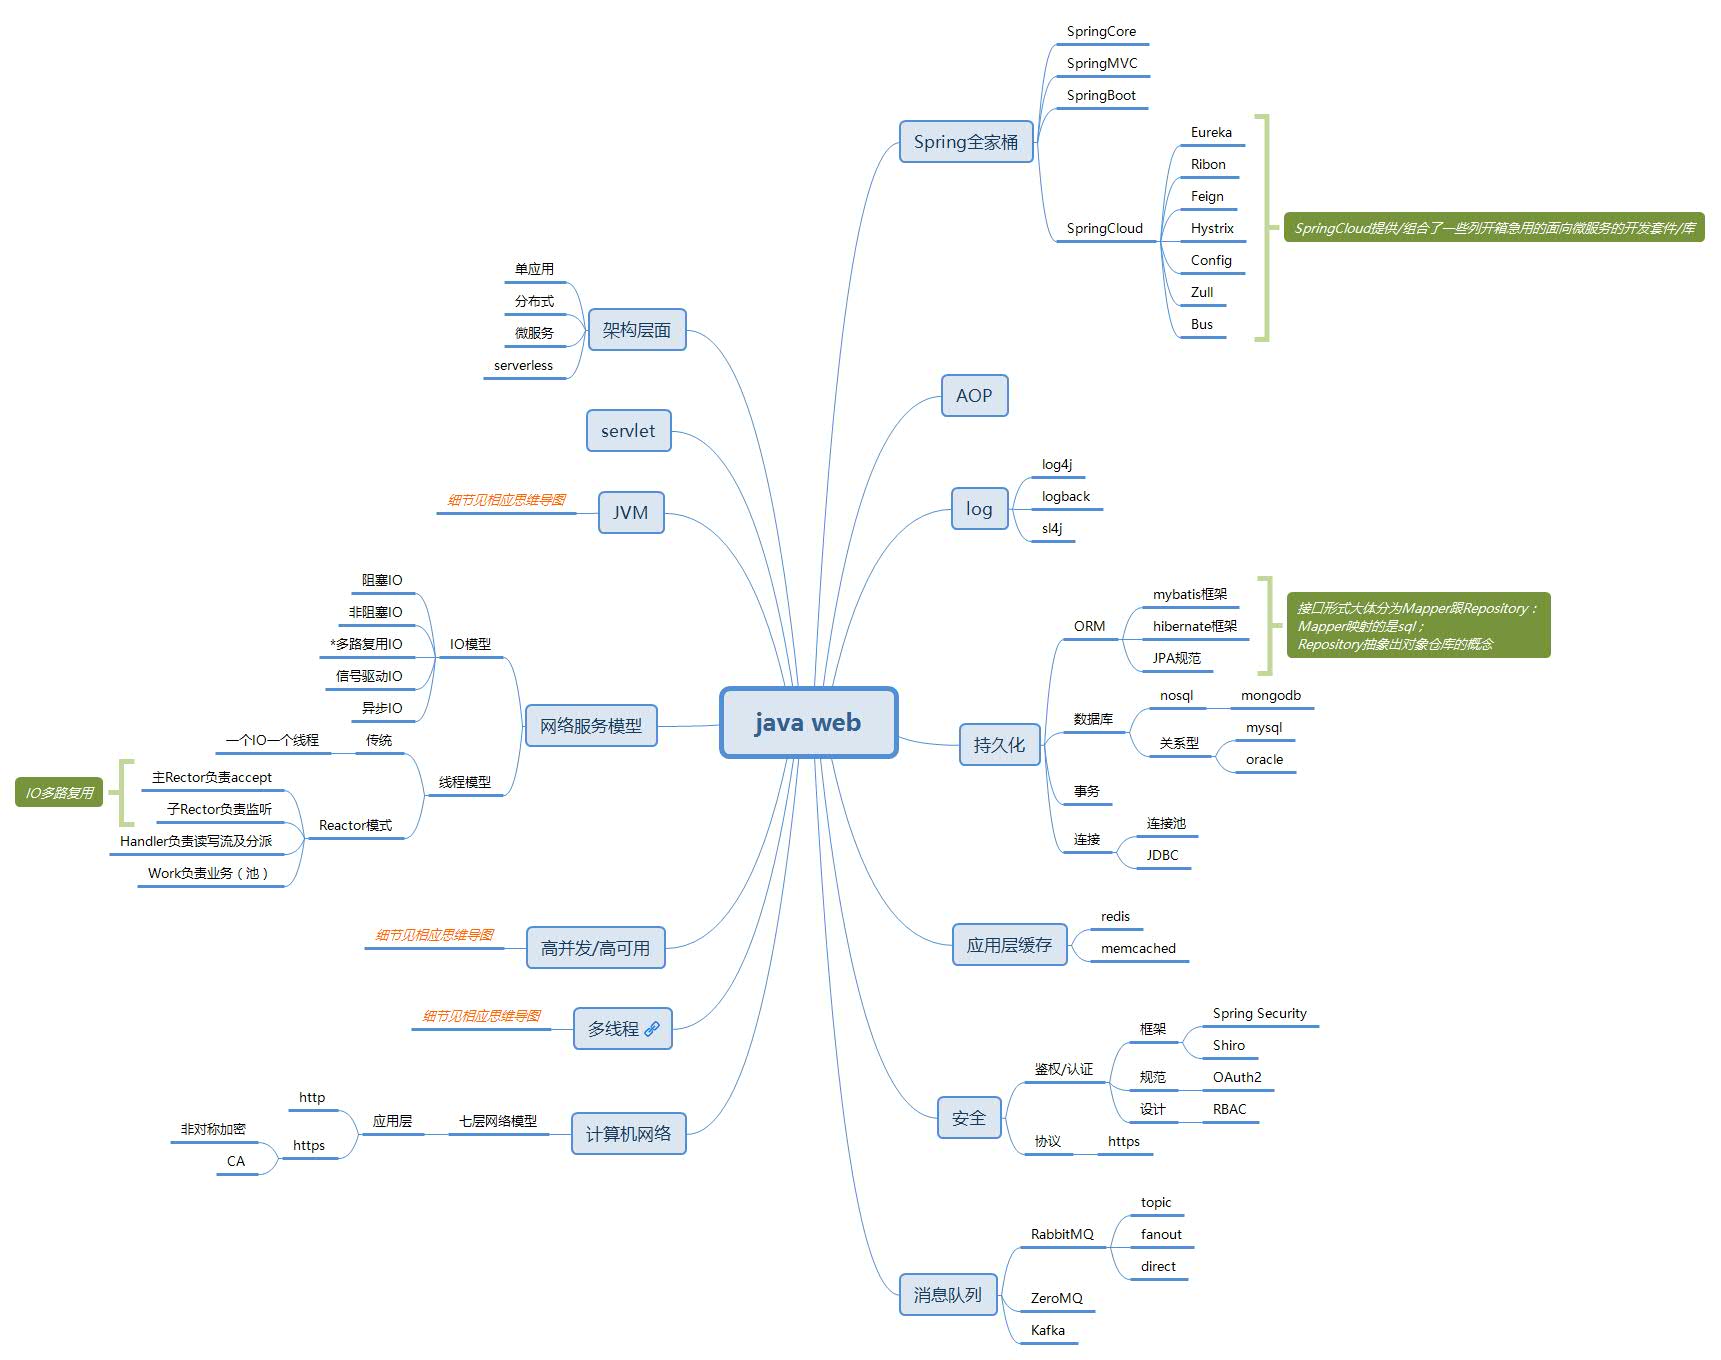 java web
Spring全家桶
SpringCore
SpringMVC
SpringBoot
SpringCloud
Eureka
Ribon
Feign
Hystrix
Config
Zull
Bus
SpringCloud提供/组合了一些列开箱急用的面向微服务的开发套件/库
AOP
log
log4j
logback
sl4j
持久化
ORM
mybatis框架
hibernate框架
JPA规范
接口形式大体分为Mapper跟Repository：
Mapper映射的是sql；
Repository抽象出对象仓库的概念
数据库
nosql
mongodb
关系型
mysql
oracle
事务
连接
连接池
JDBC
应用层缓存
redis
memcached
安全
鉴权/认证
框架
Spring Security
Shiro
规范
OAuth2
设计
RBAC
协议
https
消息队列
RabbitMQ
topic
fanout
direct
ZeroMQ
Kafka
架构层面
单应用
分布式
微服务
serverless
servlet
JVM
细节见相应思维导图
网络服务模型
IO模型
阻塞IO
非阻塞IO
*多路复用IO
信号驱动IO
异步IO
线程模型
传统
一个IO一个线程
Reactor模式
主Rector负责accept
子Rector负责监听
IO多路复用
Handler负责读写流及分派
Work负责业务（池）
高并发/高可用
细节见相应思维导图
多线程
细节见相应思维导图
计算机网络
七层网络模型
应用层
http
https
非对称加密
CA